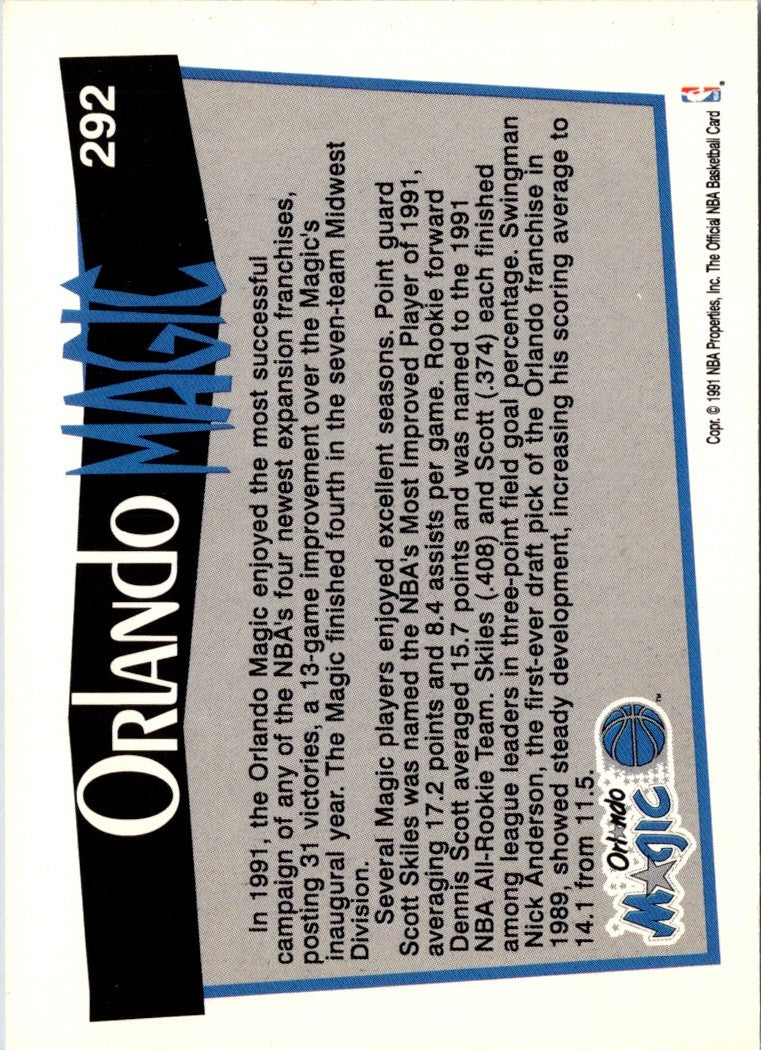 292
Orlando MAGIC
In 1991, the Orlando Magic enjoyed the most successful
campaign of any of the NBA's four newest expansion franchises,
posting 31 victories, a 13-game improvement over the Magic's
inaugural year. The Magic finished fourth in the seven-team Midwest
Division.
Several Magic players enjoyed excellent seasons. Point guard
Scott Skiles was named the NBA's Most Improved Player of 1991,
averaging 17.2 points and 8.4 assists per game. Rookie forward
Dennis Scott averaged 15.7 points and was named to the 1991
NBA All-Rookie Team. Skiles (.408) and Scott (.374) each finished
among league leaders in three-point field goal percentage. Swingman
Nick Anderson, the first-ever draft pick of the Orlando franchise in
1989, showed steady development, increasing his scoring average to
14.1 from 11.5.
Orlando
MAGIC
TM
Copr. © 1991 NBA Properties, Inc. The Official NBA Basketball Card